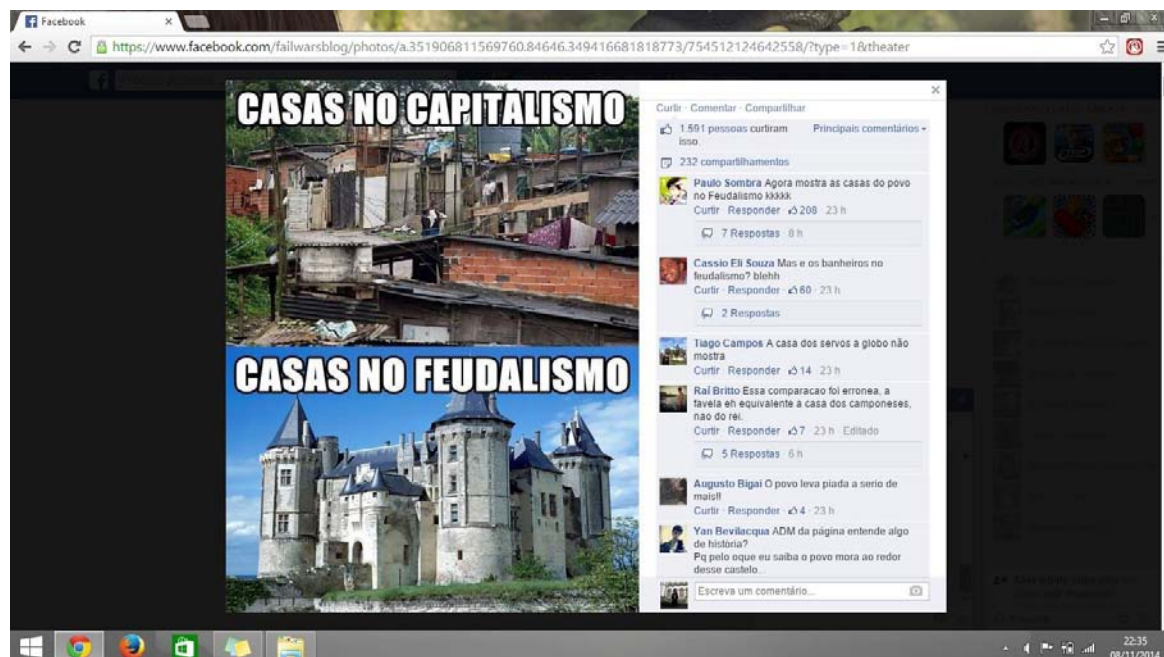 Facebook
https://www.facebook.com/failwarsblog/photos/a.351906811569760.84646.349416681818773/754512124642558/?type=1&theater
CASAS NO CAPITALISMO
CASAS NO FEUDALISMO
Curtir · Comentar · Compartilhar
1.591 pessoas curtiram
isso.
Principais comentários
232 compartilhamentos
Paulo Sombra Agora mostra as casas do povo
no Feudalismo kkkkk
Curtir · Responder · 208 · 23 h
7 Respostas · 8 h
Cassio Eli Souza Mas e os banheiros no
feudalismo? blehh
Curtir · Responder · 60 · 23 h
2 Respostas
Tiago Campos A casa dos servos a globo não
mostra
Curtir · Responder · 14 · 23 h
Raí Britto Essa comparacao foi erronea, a
favela eh equivalente a casa dos camponeses,
nao do rei.
Curtir · Responder · 7 · 23 h · Editado
5 Respostas · 6 h
Augusto Bigai O povo leva piada a serio de
mais!!
Curtir · Responder · 4 · 23 h
Yan Bevilacqua ADM da página entende algo
de história?
Pq pelo oque eu saiba o povo mora ao redor
desse castelo...
Escreva um comentário...
22:35
08/11/2014